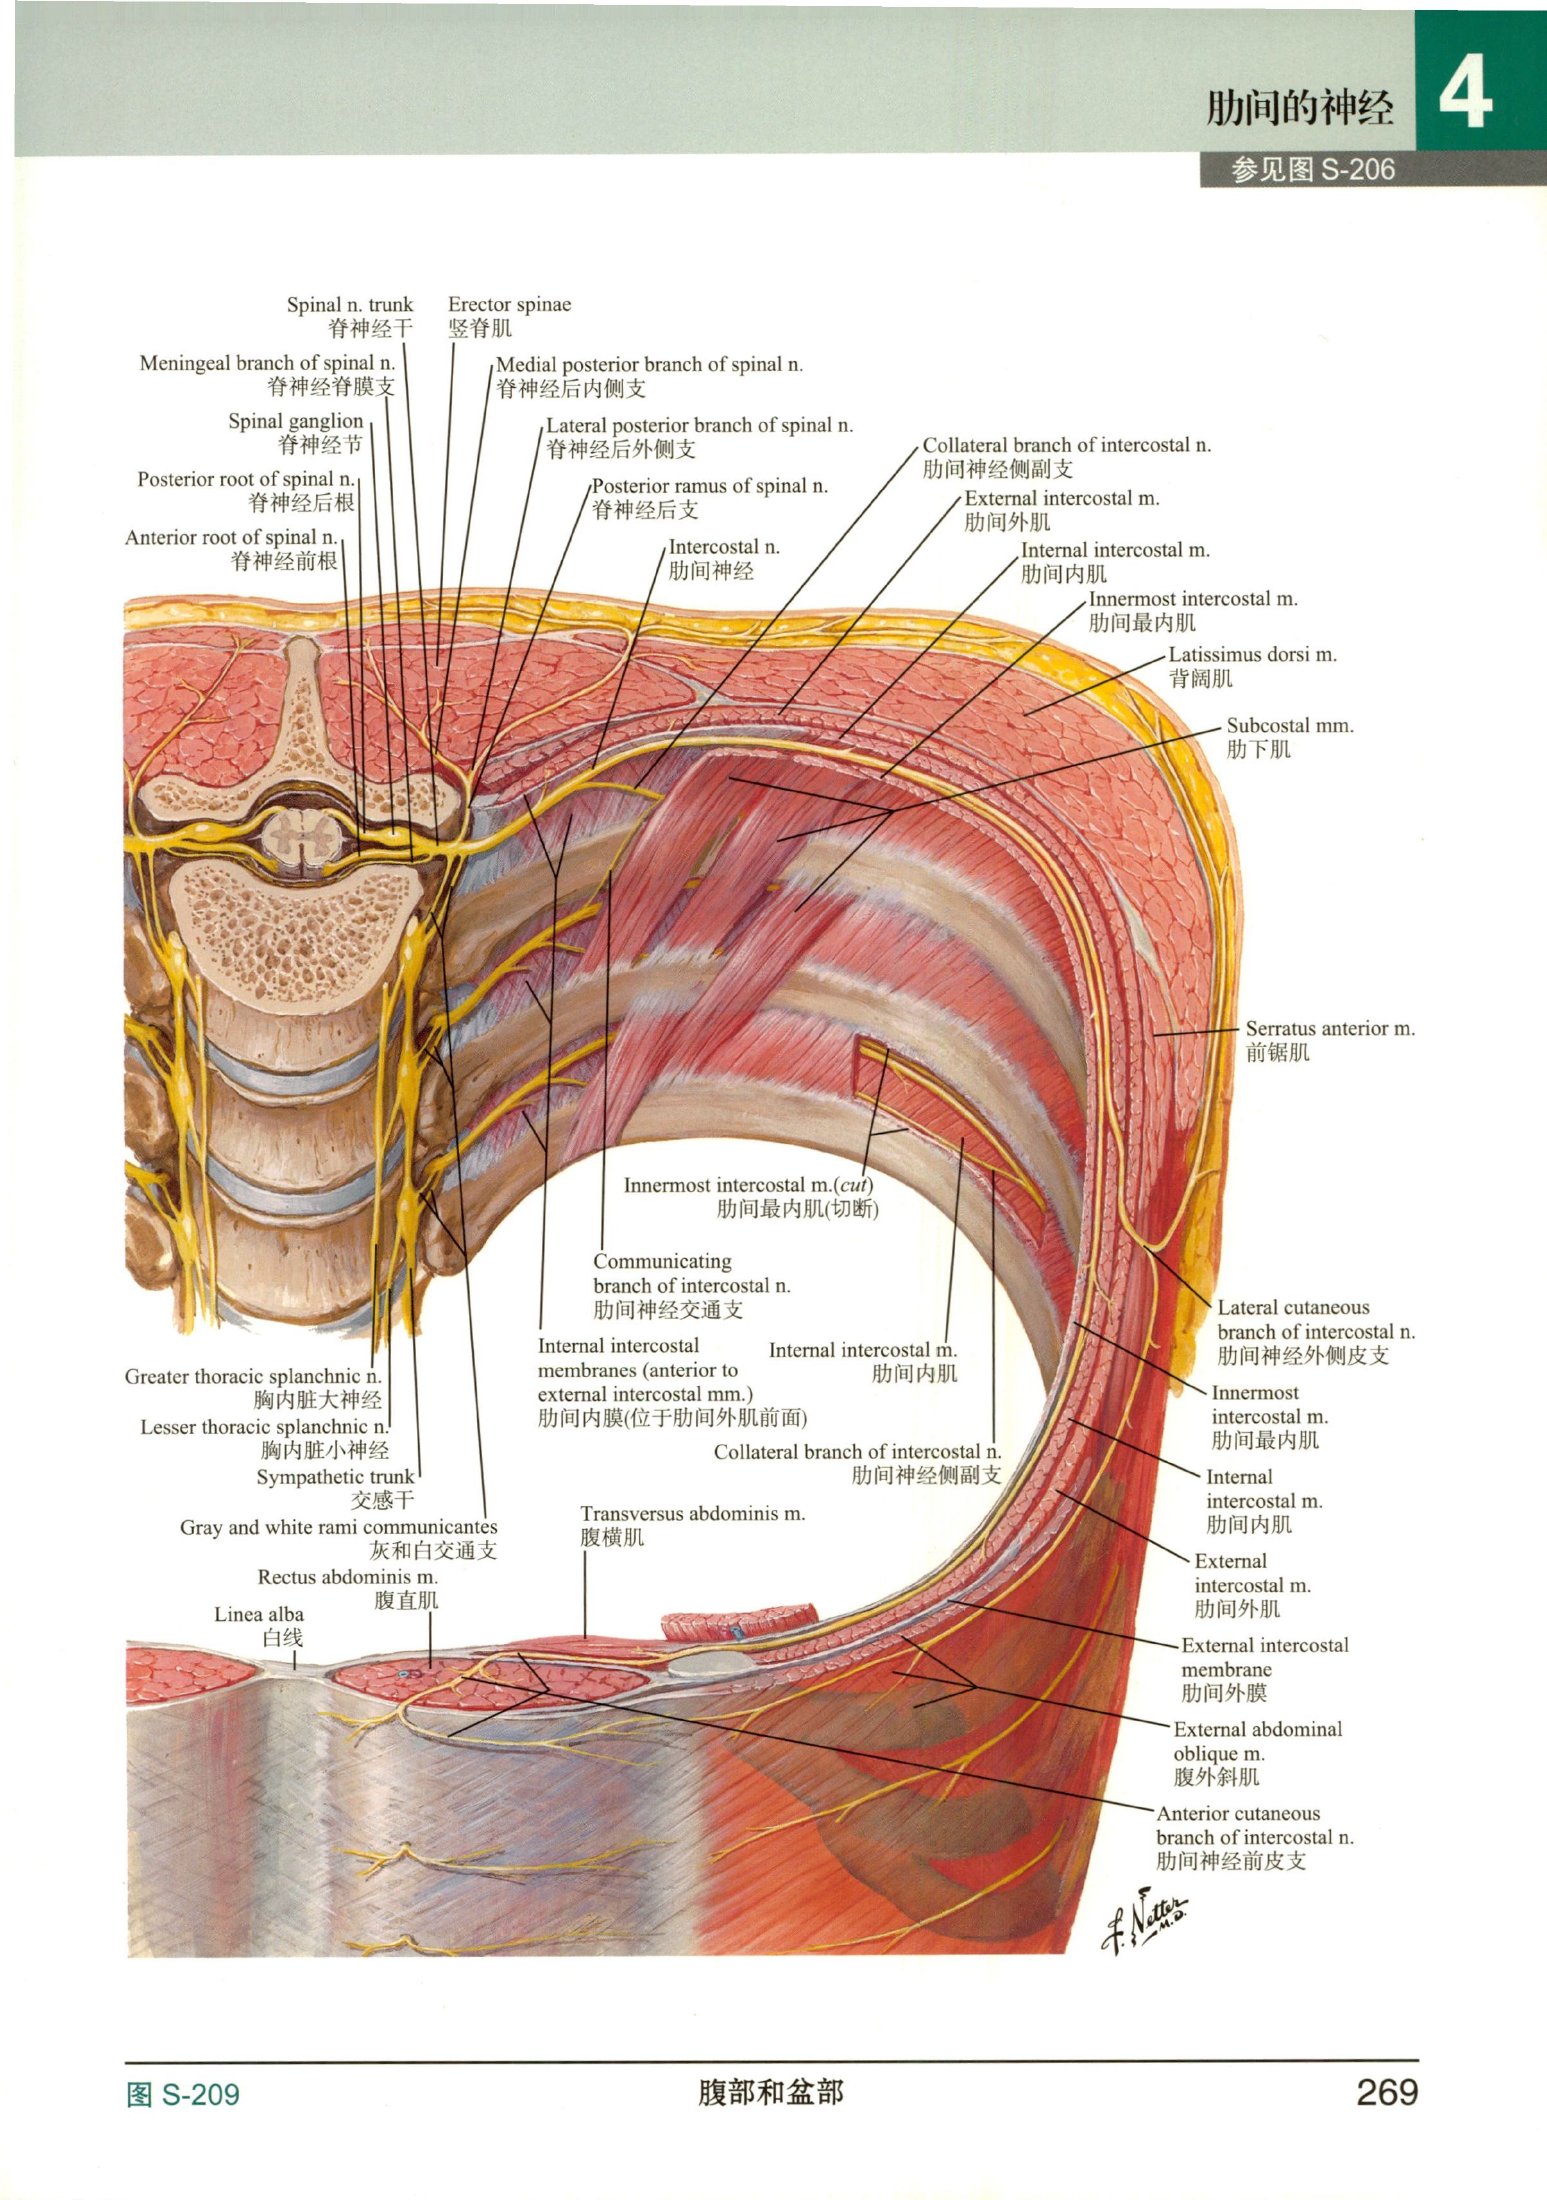 肋间的神经
4
参见图 S-206
Spinal n. trunk
脊神经干
Erector spinae
竖脊肌
Meningeal branch of spinal n.
脊神经脊膜支
Medial posterior branch of spinal n.
脊神经后内侧支
Spinal ganglion
脊神经节
Lateral posterior branch of spinal n.
脊神经后外侧支
Collateral branch of intercostal n.
肋间神经侧副支
Posterior root of spinal n.
脊神经后根
Posterior ramus of spinal n.
脊神经后支
External intercostal m.
肋间外肌
Anterior root of spinal n.
脊神经前根
Intercostal n.
肋间神经
Internal intercostal m.
肋间内肌
Innermost intercostal m.
肋间最内肌
Latissimus dorsi m.
背阔肌
Subcostal mm.
肋下肌
Serratus anterior m.
前锯肌
Innermost intercostal m.(cut)
肋间最内肌(切断)
Communicating
branch of intercostal n.
肋间神经交通支
Internal intercostal
membranes (anterior to
external intercostal mm.)
肋间内膜(位于肋间外肌前面)
Internal intercostal m.
肋间内肌
Collateral branch of intercostal n.
肋间神经侧副支
Lateral cutaneous
branch of intercostal n.
肋间神经外侧皮支
Greater thoracic splanchnic n.
胸内脏大神经
Lesser thoracic splanchnic n.
胸内脏小神经
Sympathetic trunk
交感干
Gray and white rami communicantes
灰和白交通支
Innermost
intercostal m.
肋间最内肌
Internal
intercostal m.
肋间内肌
Transversus abdominis m.
腹横肌
Rectus abdominis m.
腹直肌
Linea alba
白线
External
intercostal m.
肋间外肌
External intercostal
membrane
肋间外膜
External abdominal
oblique m.
腹外斜肌
Anterior cutaneous
branch of intercostal n.
肋间神经前皮支
F. Netter
M.D.
图 S-209
腹部和盆部
269